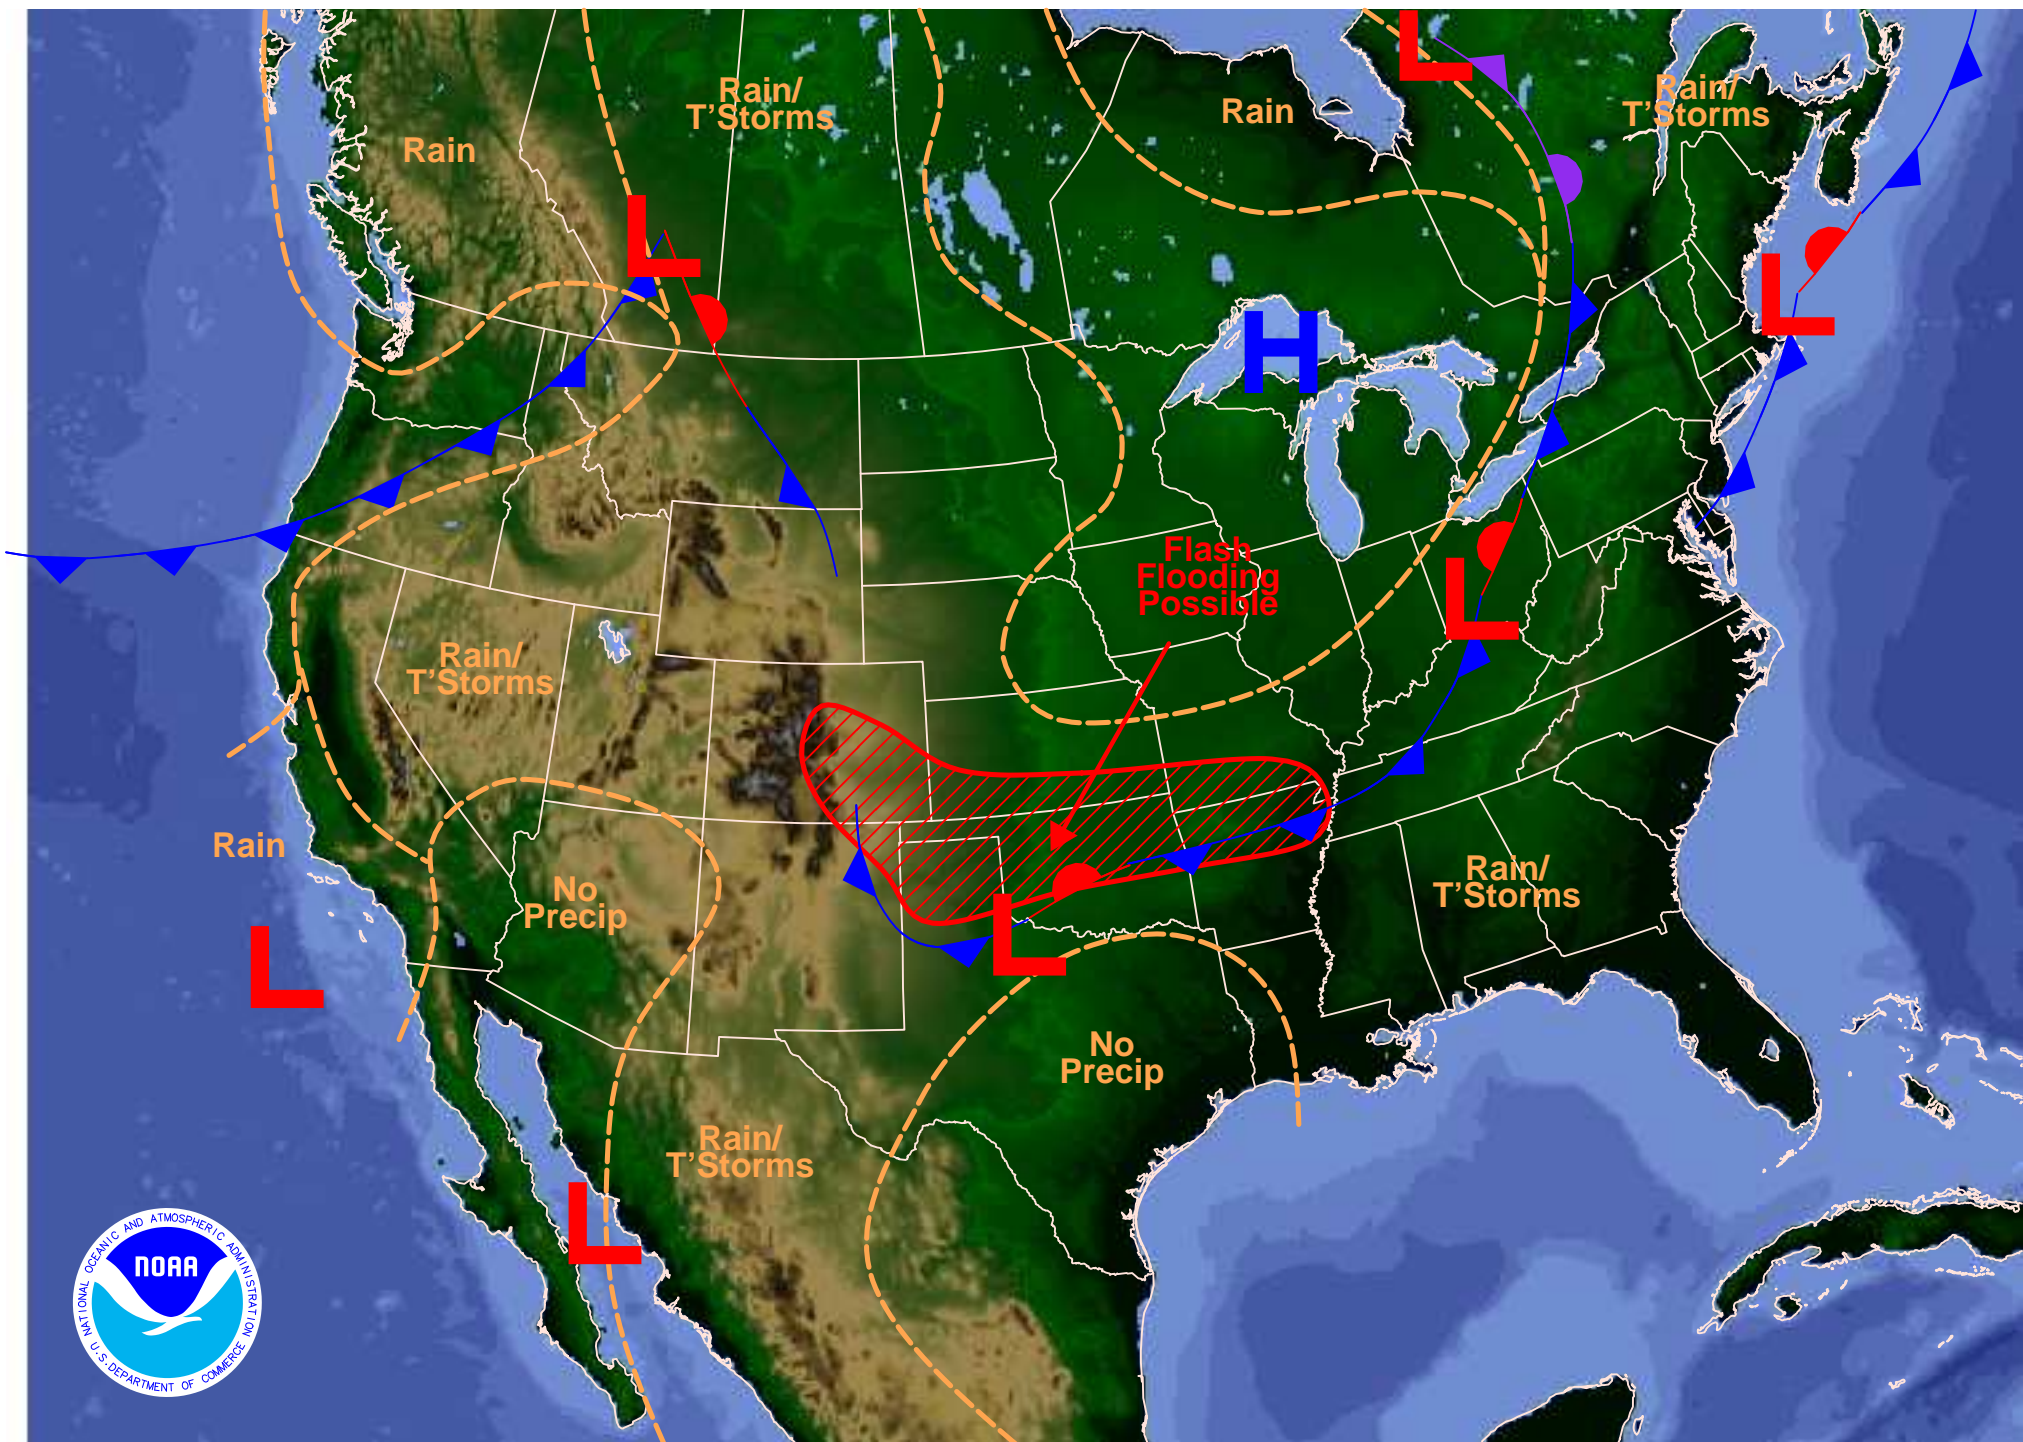 Rain/
T'Storms
Rain
Rain/
T'Storms
Rain
L
L
L
H
Flash
Flooding
Possible
L
Rain/
T'Storms
Rain
No
Precip
Rain/
T'Storms
L
L
No
Precip
Rain/
T'Storms
L
NATIONAL OCEANIC AND ATMOSPHERIC ADMINISTRATION
NOAA
U.S. DEPARTMENT OF COMMERCE